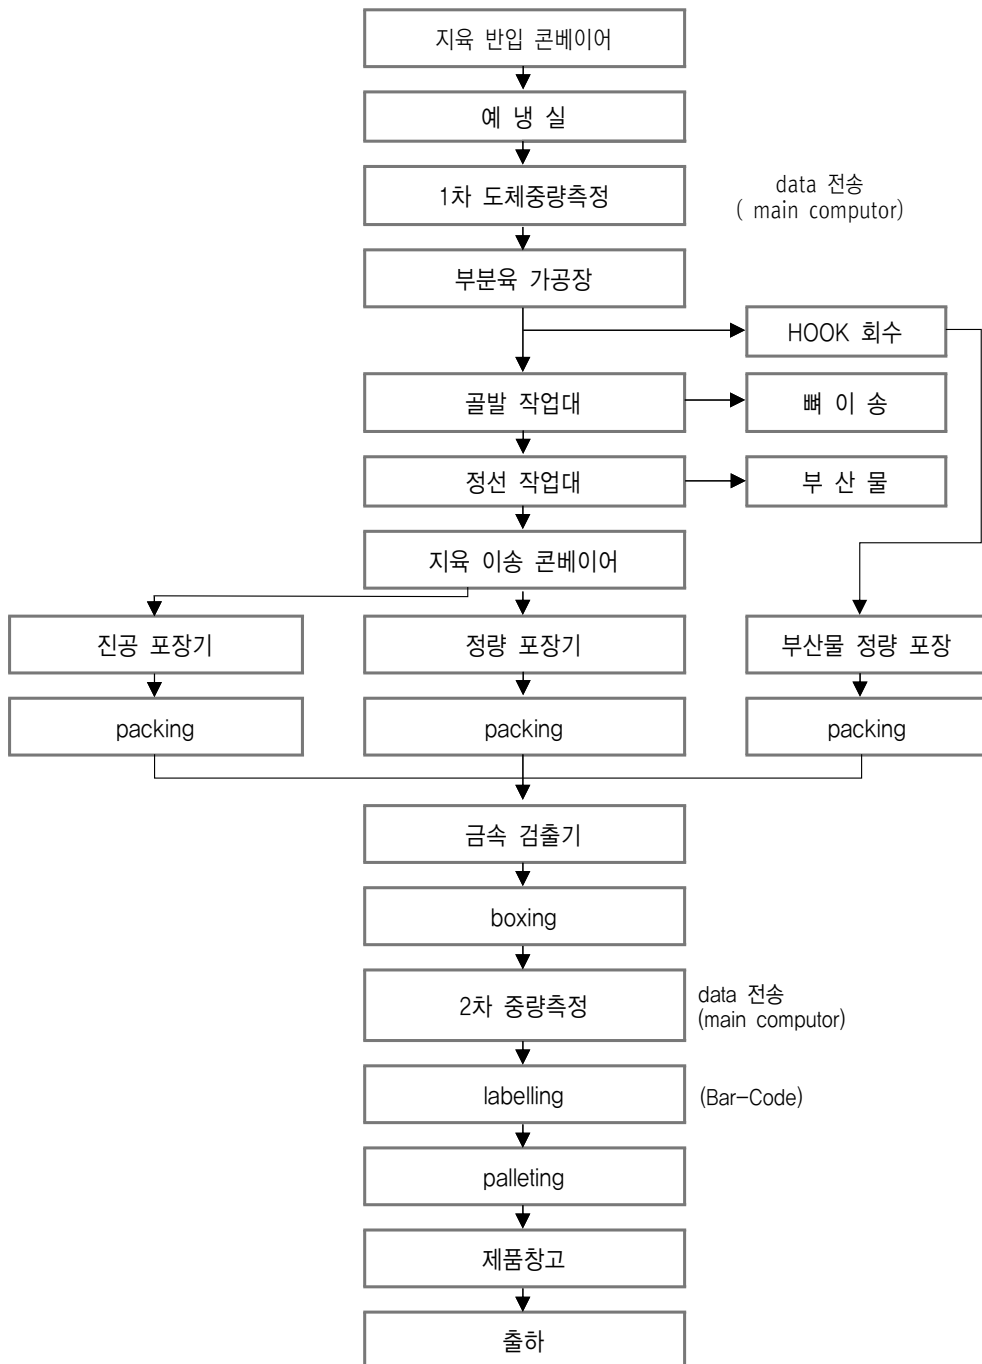 지육 반입 콘베이어
예 냉 실
1차 도체중량측정
data 전송
( main computor)
부분육 가공장
HOOK 회수
골발 작업대
뼈 이 송
정선 작업대
부 산 물
지육 이송 콘베이어
진공 포장기
정량 포장기
부산물 정량 포장
packing
packing
packing
금속 검출기
boxing
2차 중량측정
data 전송
(main computor)
labelling
(Bar-Code)
palleting
제품창고
출하